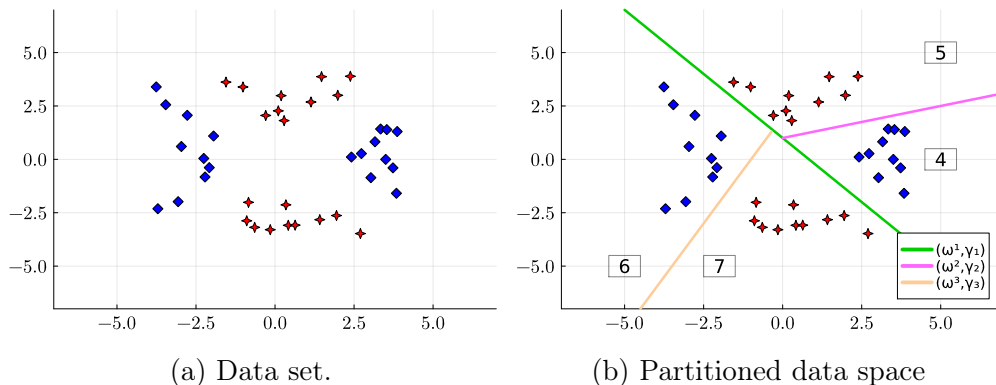 5.0
2.5
0.0
−2.5
−5.0
−5.0 −2.5 0.0 2.5 5.0
(a) Data set.
5.0
2.5
0.0
−2.5
−5.0
−5.0 −2.5 0.0 2.5 5.0
5
4
6
7
(ω¹,γ₁)
(ω²,γ₂)
(ω³,γ₃)
(b) Partitioned data space